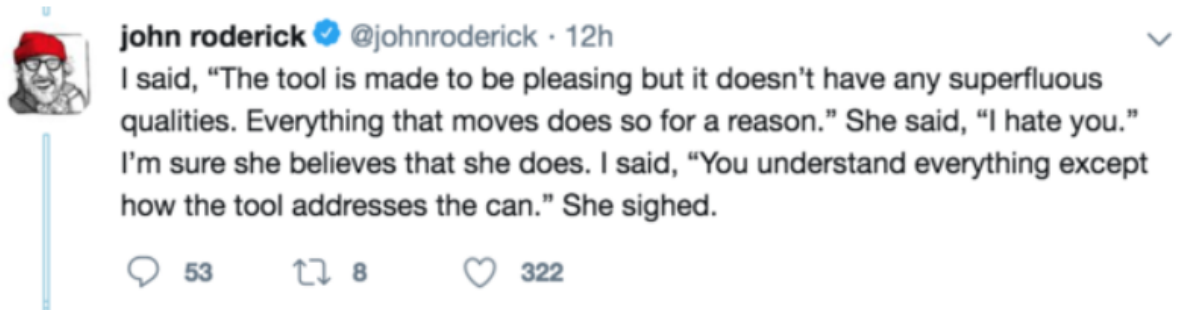 john roderick @johnroderick · 12h
I said, “The tool is made to be pleasing but it doesn’t have any superfluous
qualities. Everything that moves does so for a reason.” She said, “I hate you.”
I’m sure she believes that she does. I said, “You understand everything except
how the tool addresses the can.” She sighed.
53 8 322